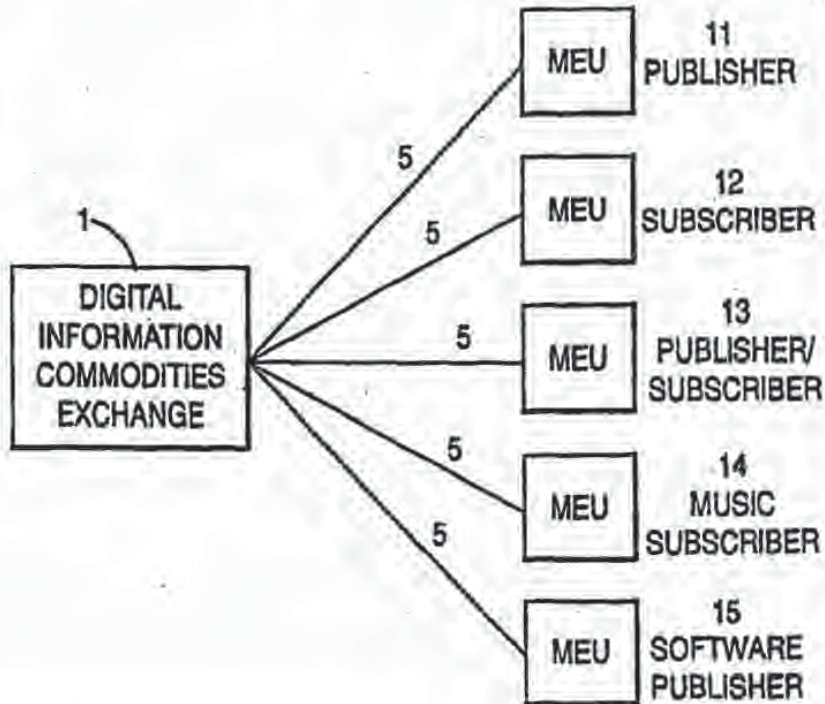 MEU
11
PUBLISHER
5
MEU
12
SUBSCRIBER
5
1
DIGITAL
INFORMATION
COMMODITIES
EXCHANGE
5
MEU
13
PUBLISHER/
SUBSCRIBER
5
MEU
14
MUSIC
SUBSCRIBER
5
MEU
15
SOFTWARE
PUBLISHER